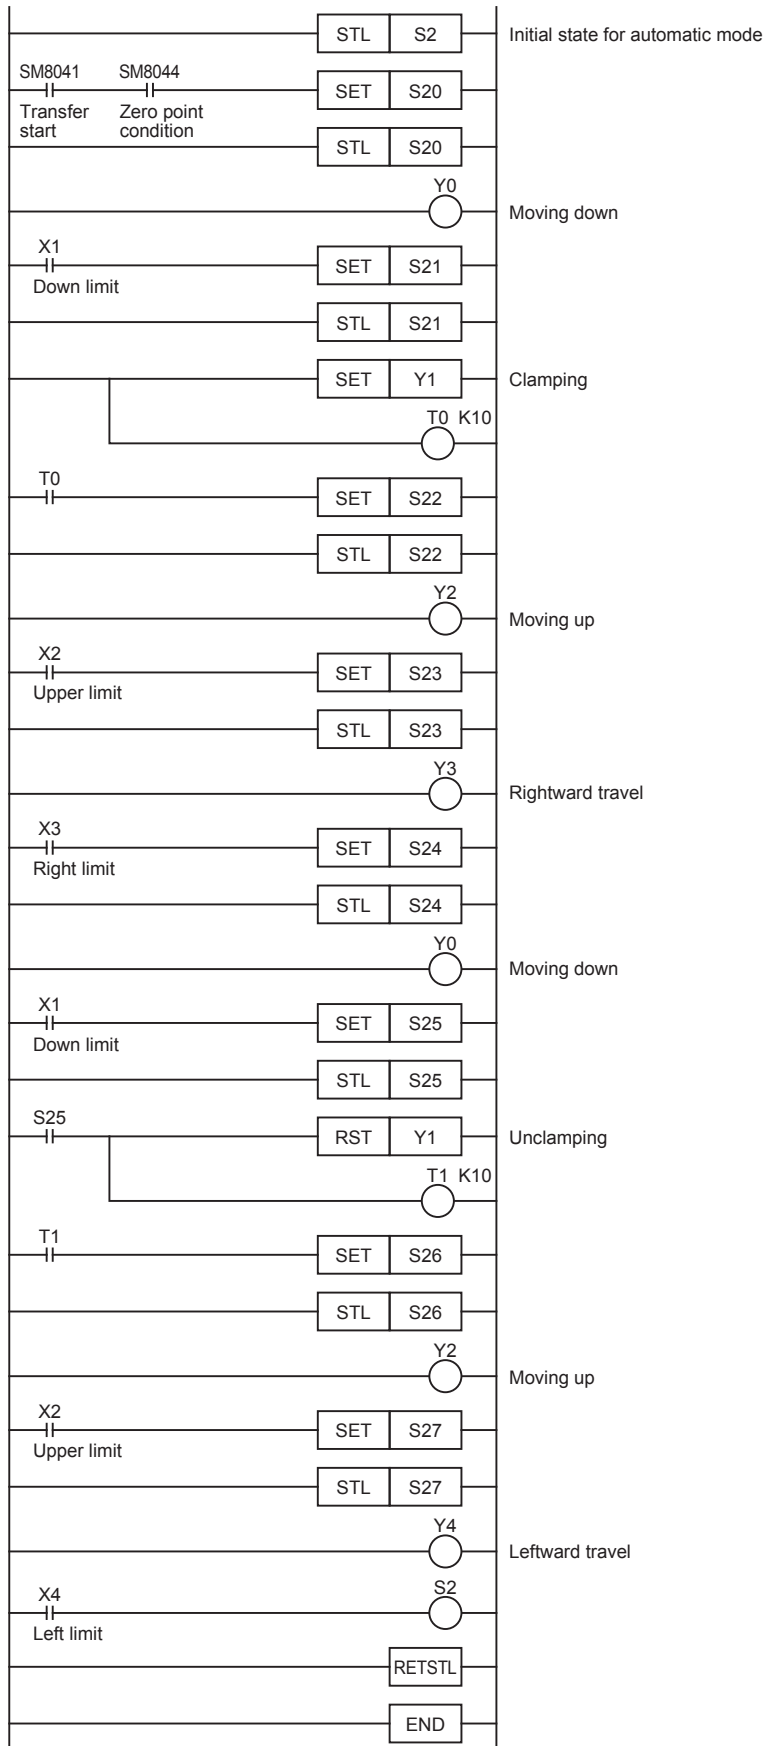 STL S2 Initial state for automatic mode
SM8041 SM8044
SET S20
Transfer start
Zero point condition
STL S20
Y0
Moving down
X1
SET S21
Down limit
STL S21
SET Y1 Clamping
T0 K10
T0
SET S22
STL S22
Y2
Moving up
X2
SET S23
Upper limit
STL S23
Y3
Rightward travel
X3
SET S24
Right limit
STL S24
Y0
Moving down
X1
SET S25
Down limit
STL S25
S25
RST Y1 Unclamping
T1 K10
T1
SET S26
STL S26
Y2
Moving up
X2
SET S27
Upper limit
STL S27
Y4
Leftward travel
X4 S2
Left limit
RETSTL
END